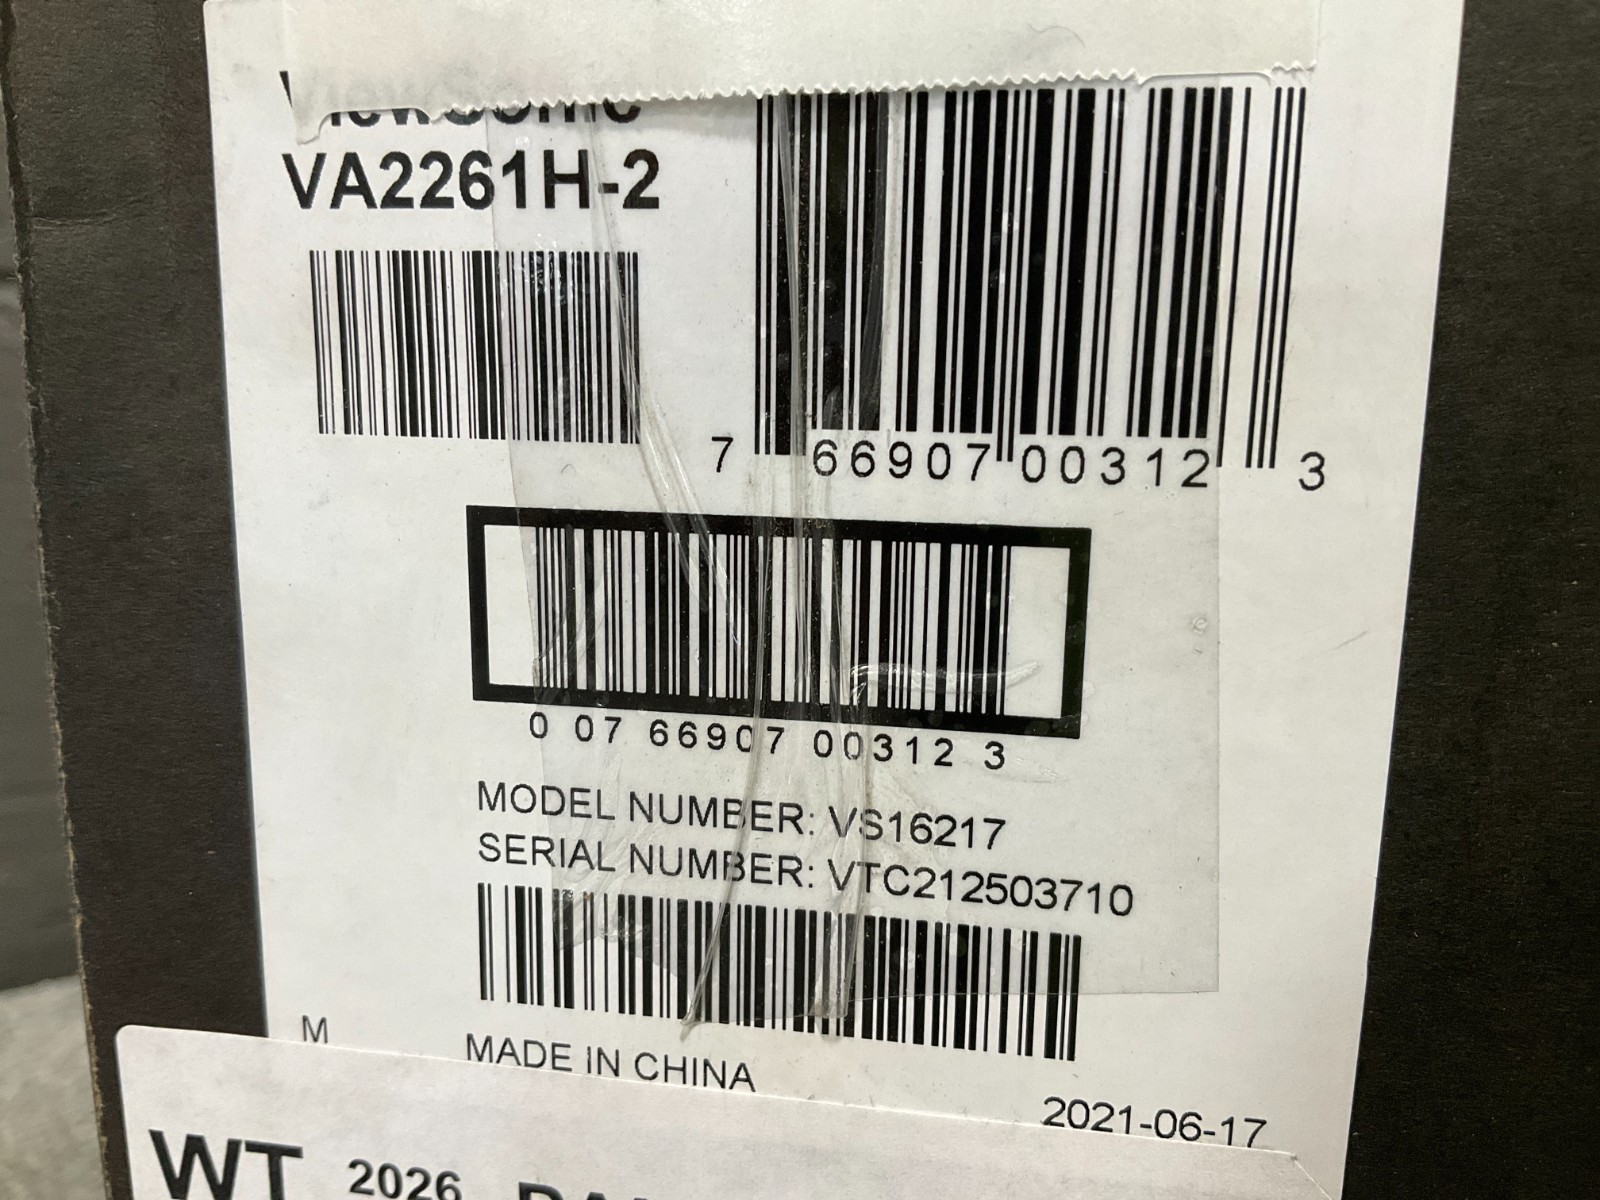 ViewSonic
VA2261H-2
7 66907 00312 3
0 07 66907 00312 3
MODEL NUMBER: VS16217
SERIAL NUMBER: VTC212503710
M
MADE IN CHINA
2021-06-17
WT 2026